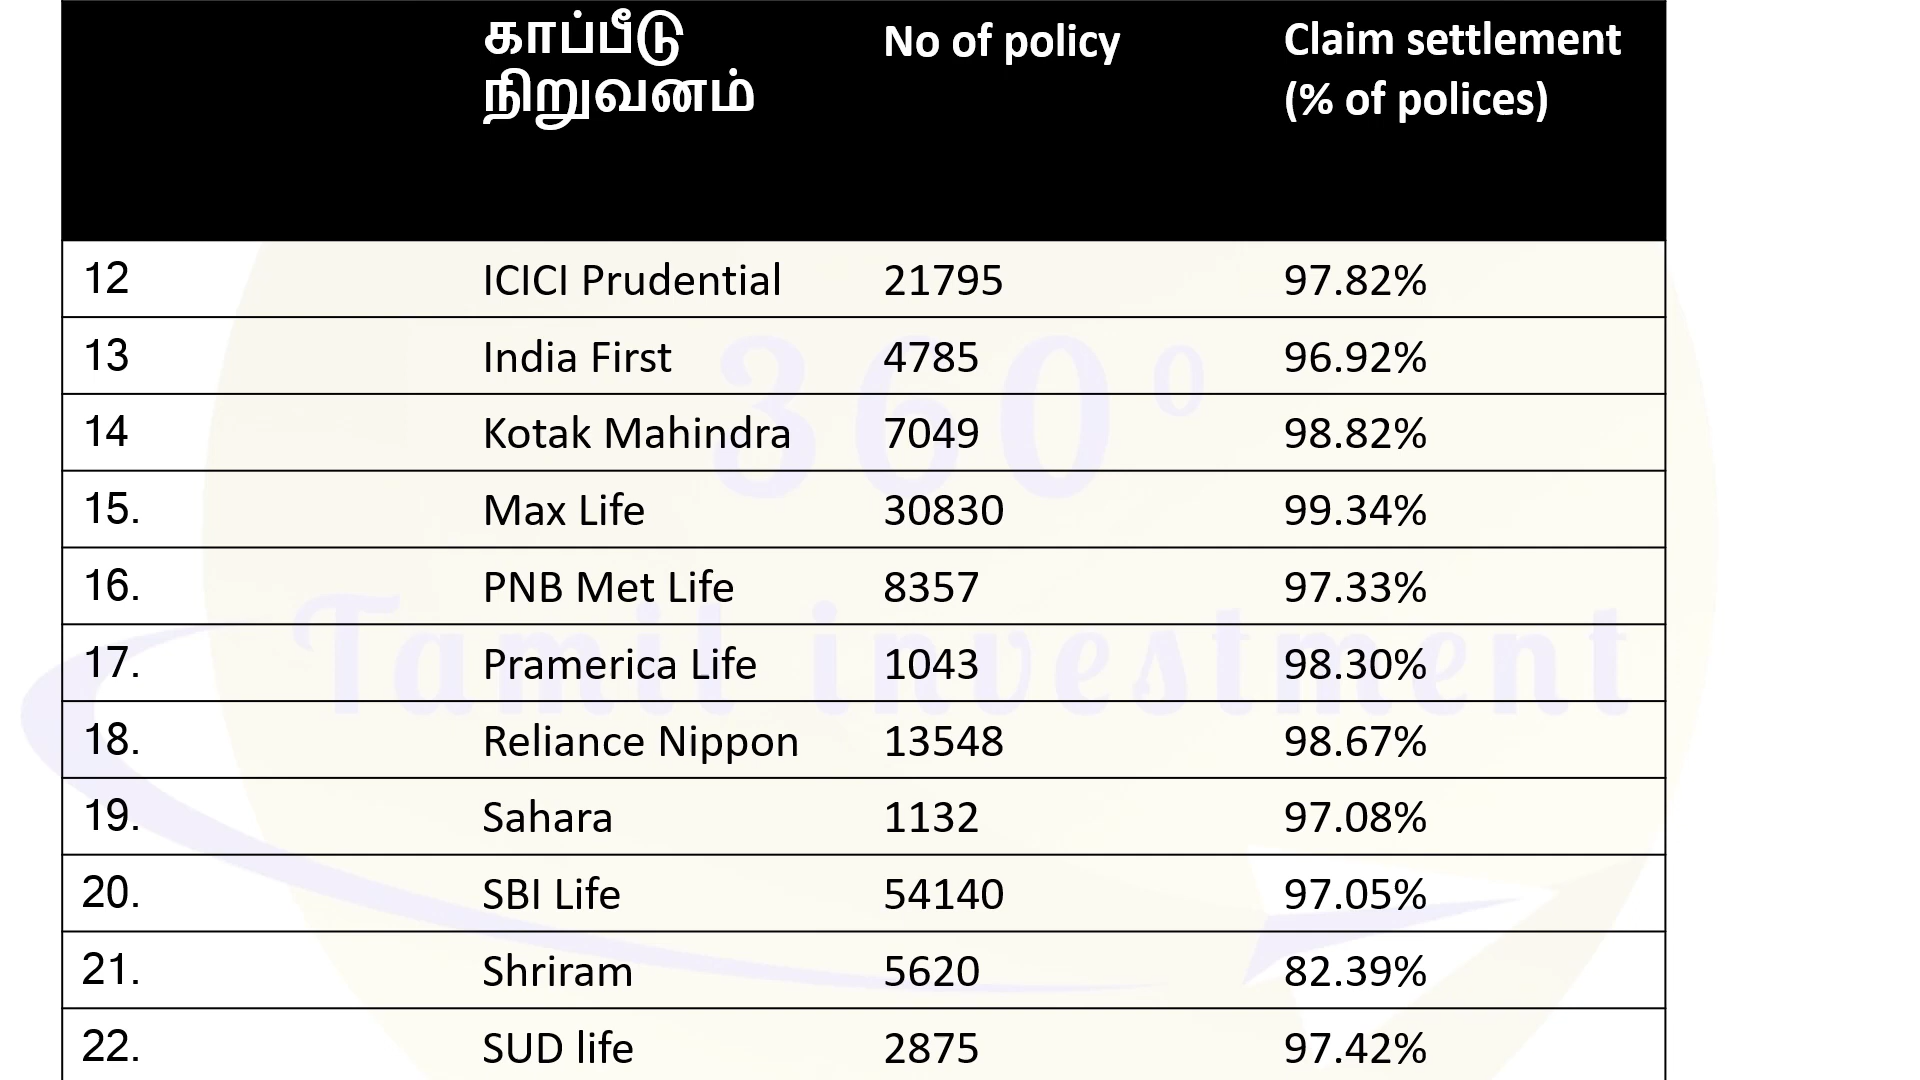 காப்பீடு
நிறுவனம்
No of policy
Claim settlement
(% of polices)
12 ICICI Prudential 21795 97.82%
13 India First 4785 96.92%
14 Kotak Mahindra 7049 98.82%
15. Max Life 30830 99.34%
16. PNB Met Life 8357 97.33%
17. Pramerica Life 1043 98.30%
18. Reliance Nippon 13548 98.67%
19. Sahara 1132 97.08%
20. SBI Life 54140 97.05%
21. Shriram 5620 82.39%
22. SUD life 2875 97.42%
360°
Tamil investment